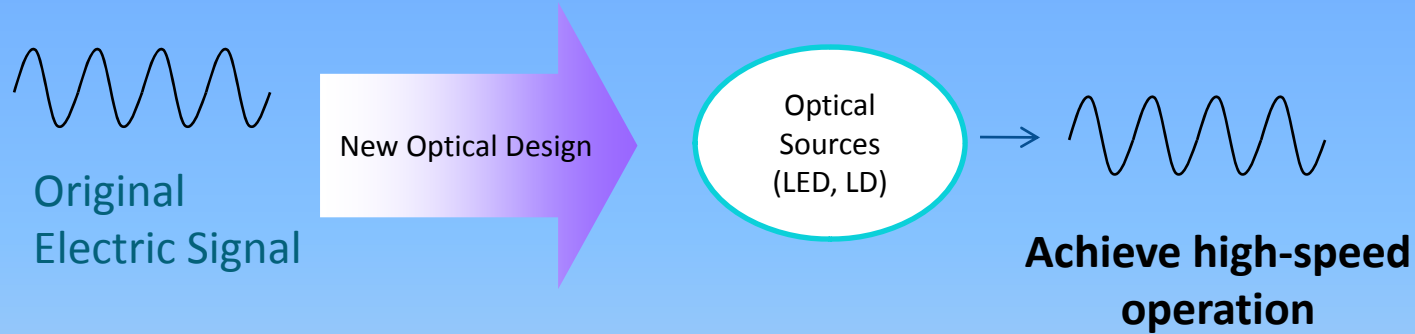 Original
Electric Signal
New Optical Design
Optical
Sources
(LED, LD)
Achieve high-speed
operation